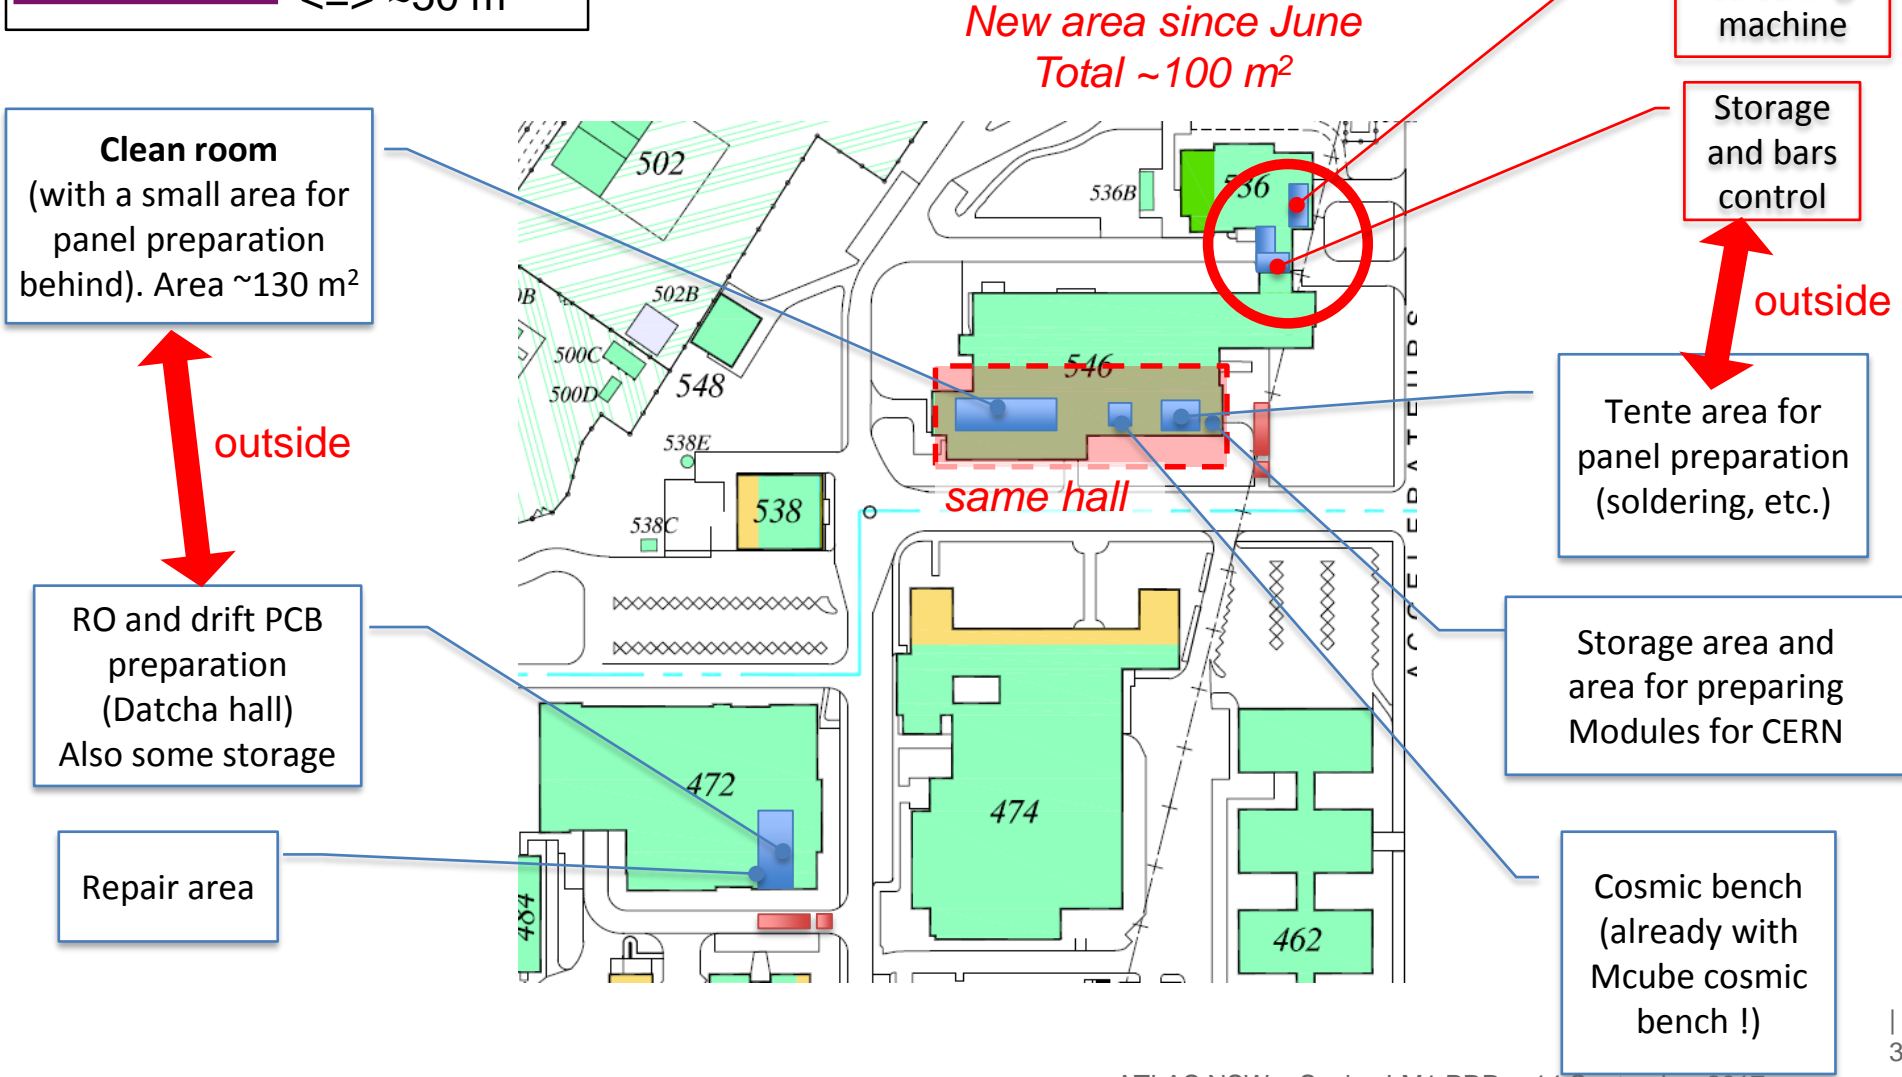 <=> ~50 m
New area since June
Total ~100 m²
machine
Storage
and bars
control
Clean room
(with a small area for
panel preparation
behind). Area ~130 m²
outside
outside
RO and drift PCB
preparation
(Datcha hall)
Also some storage
Repair area
Tente area for
panel preparation
(soldering, etc.)
Storage area and
area for preparing
Modules for CERN
Cosmic bench
(already with
Mcube cosmic
bench !)
same hall
502
536B
536
502B
500C
500D
548
546
538E
538
538C
472
474
484
462
|
3